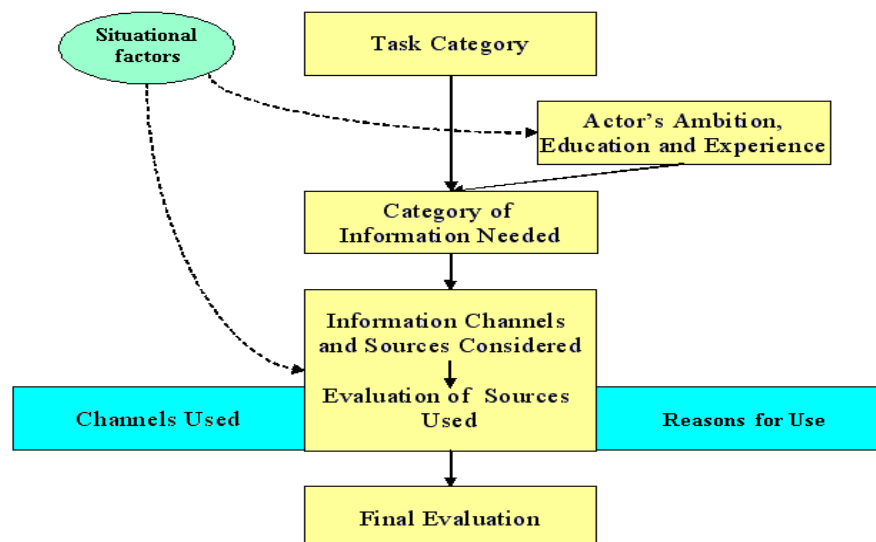 Situational
factors
Task Category
Actor's Ambition,
Education and Experience
Category of
Information Needed
Information Channels
and Sources Considered
Evaluation of Sources
Used
Channels Used
Reasons for Use
Final Evaluation